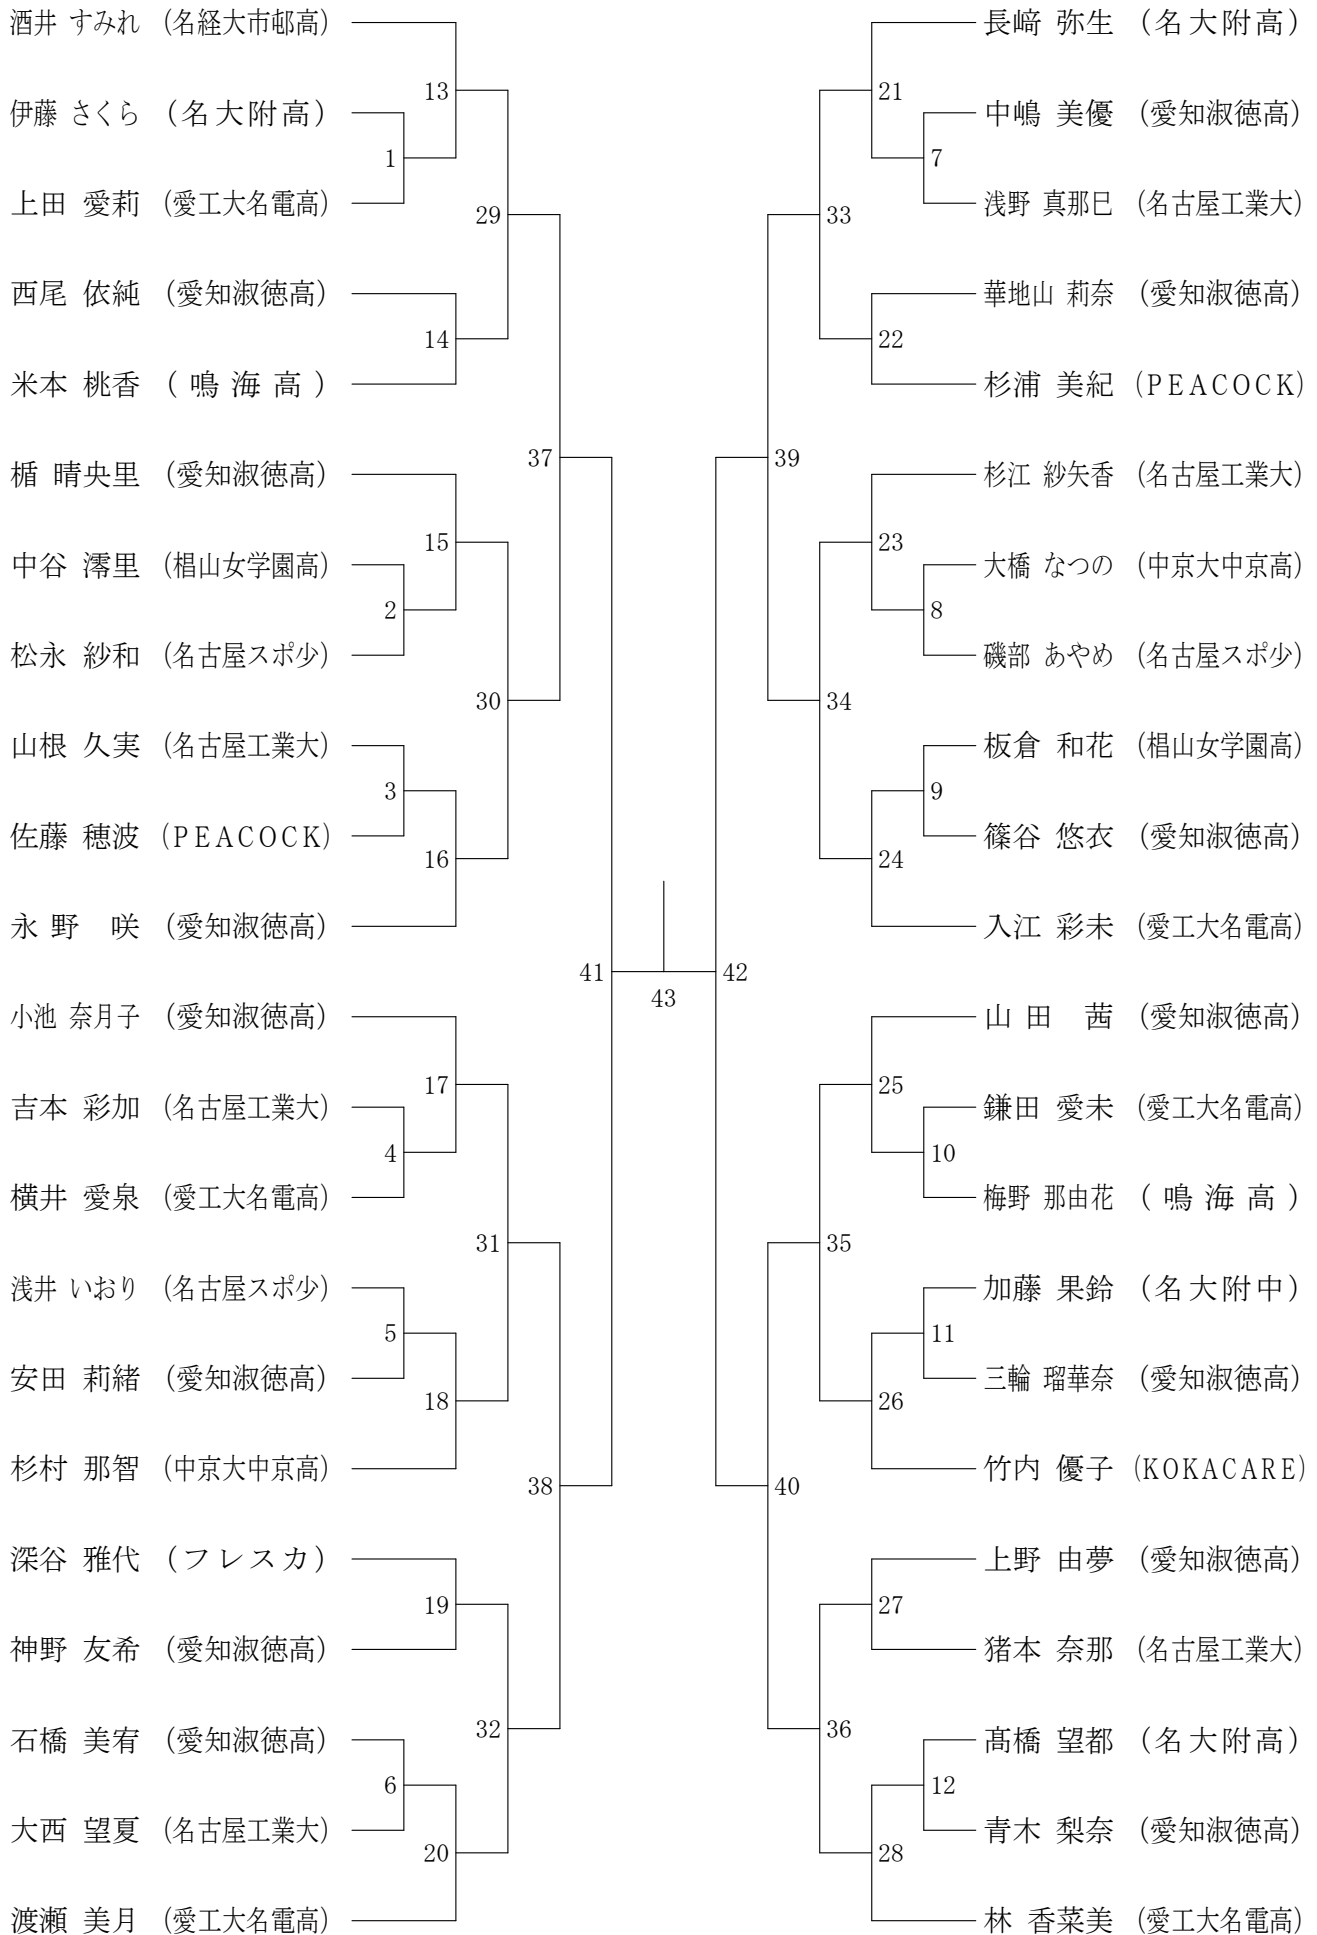 酒井 すみれ (名経大市邨高)
伊藤 さくら (名大附高)
上田 愛莉 (愛工大名電高)
西尾 依純 (愛知淑徳高)
米本 桃香 (鳴海高)
楯 晴央里 (愛知淑徳高)
中谷 澪里 (椙山女学園高)
松永 紗和 (名古屋スポ少)
山根 久実 (名古屋工業大)
佐藤 穂波 (PEACOCK)
永野 咲 (愛知淑徳高)
小池 奈月子 (愛知淑徳高)
吉本 彩加 (名古屋工業大)
横井 愛泉 (愛工大名電高)
浅井 いおり (名古屋スポ少)
安田 莉緒 (愛知淑徳高)
杉村 那智 (中京大中京高)
深谷 雅代 (フレスカ)
神野 友希 (愛知淑徳高)
石橋 美宥 (愛知淑徳高)
大西 望夏 (名古屋工業大)
渡瀬 美月 (愛工大名電高)
1
2
3
4
5
6
13
14
15
16
17
18
19
20
29
30
31
32
37
38
41
43
42
39
40
33
34
35
36
21
22
23
24
25
26
27
28
7
8
9
10
11
12
長﨑 弥生 (名大附高)
中嶋 美優 (愛知淑徳高)
浅野 真那巳 (名古屋工業大)
華地山 莉奈 (愛知淑徳高)
杉浦 美紀 (PEACOCK)
杉江 紗矢香 (名古屋工業大)
大橋 なつの (中京大中京高)
磯部 あやめ (名古屋スポ少)
板倉 和花 (椙山女学園高)
篠谷 悠衣 (愛知淑徳高)
入江 彩未 (愛工大名電高)
山田 茜 (愛知淑徳高)
鎌田 愛未 (愛工大名電高)
梅野 那由花 (鳴海高)
加藤 果鈴 (名大附中)
三輪 瑠華奈 (愛知淑徳高)
竹内 優子 (KOKACARE)
上野 由夢 (愛知淑徳高)
猪本 奈那 (名古屋工業大)
髙橋 望都 (名大附高)
青木 梨奈 (愛知淑徳高)
林 香菜美 (愛工大名電高)